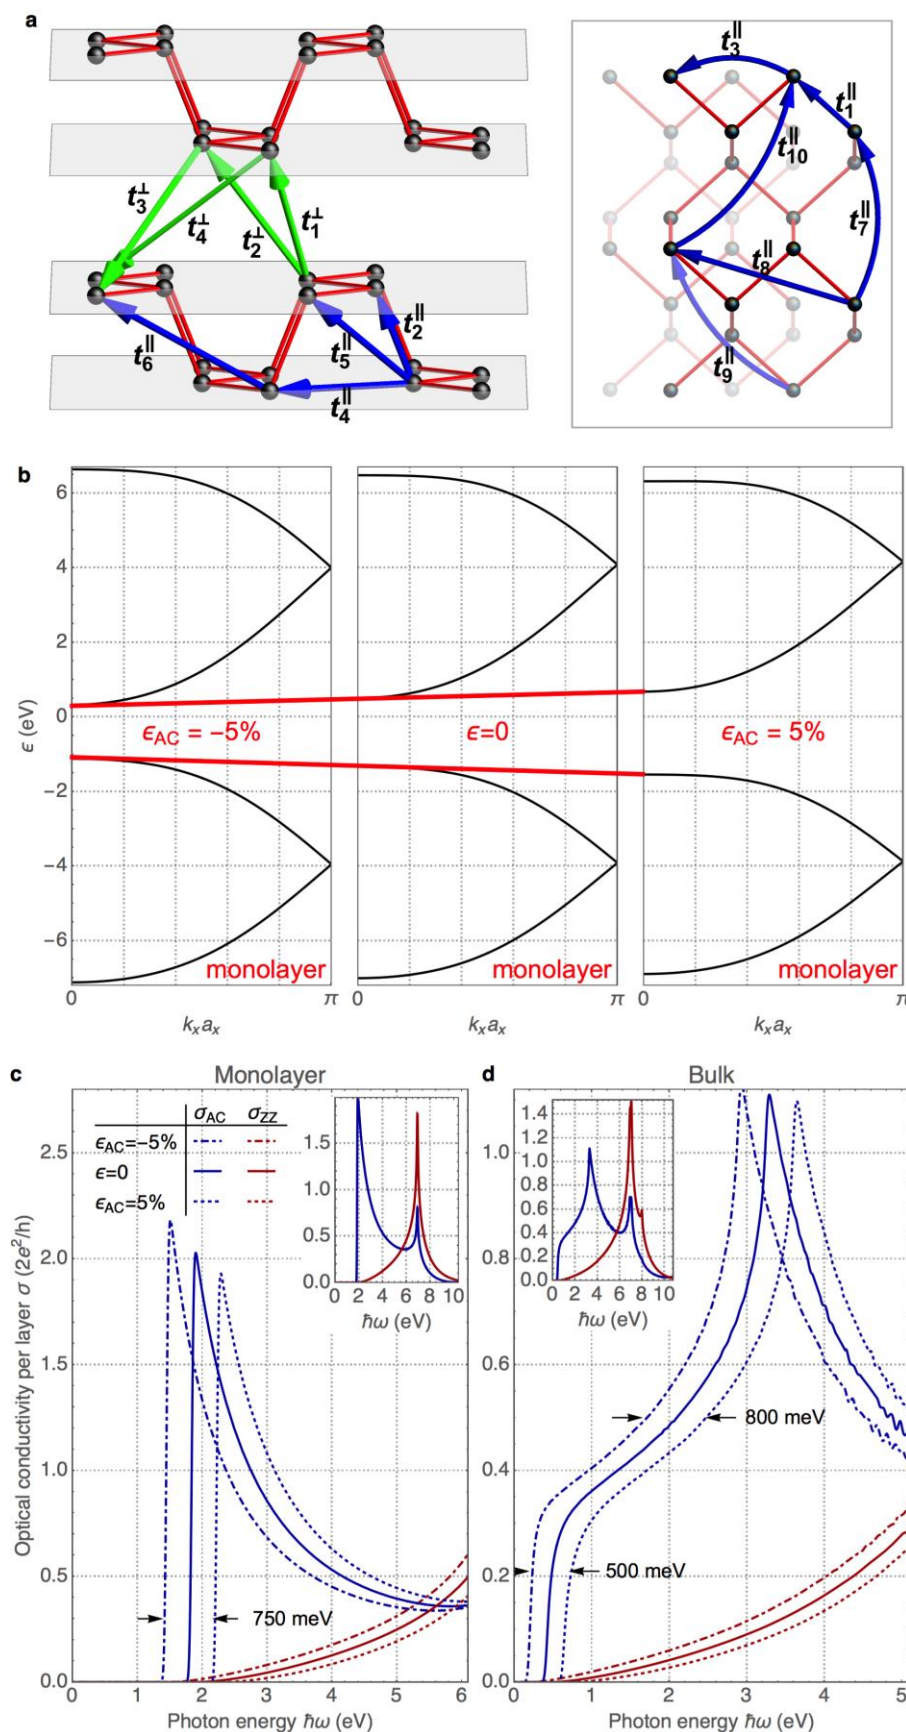 a
t₃^∥
t₁^∥
t₁₀^∥
t₇^∥
t₈^∥
t₉^∥
t₃^⊥
t₄^⊥
t₂^⊥
t₁^⊥
t₂^∥
t₅^∥
t₆^∥
t₄^∥
b
6
4
2
0
−2
−4
−6
ϵ (eV)
ϵ_AC = −5%
ϵ=0
ϵ_AC = 5%
monolayer
monolayer
monolayer
0 π 0 π 0 π
kₓaₓ kₓaₓ kₓaₓ
c Monolayer
σ_AC σ_ZZ
ϵ_AC=−5%
ϵ=0
ϵ_AC=5%
2.5
2.0
1.5
1.0
0.5
0.0
Optical conductivity per layer σ (2e²/h)
1.5
1.0
0.5
0.0
0 2 4 6 8 10
ħω (eV)
750 meV
0 1 2 3 4 5 6
Photon energy ħω (eV)
d Bulk
1.4
1.2
1.0
0.8
0.6
0.4
0.2
0.0
0 2 4 6 8 10
ħω (eV)
1.0
0.8
0.6
0.4
0.2
0.0
800 meV
500 meV
0 1 2 3 4 5
Photon energy ħω (eV)